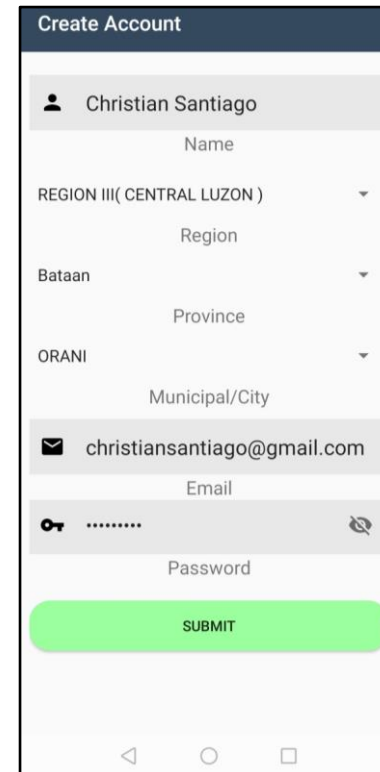 Create Account
Christian Santiago
Name
REGION III( CENTRAL LUZON )
Region
Bataan
Province
ORANI
Municipal/City
christiansantiago@gmail.com
Email
•••••••••
Password
SUBMIT